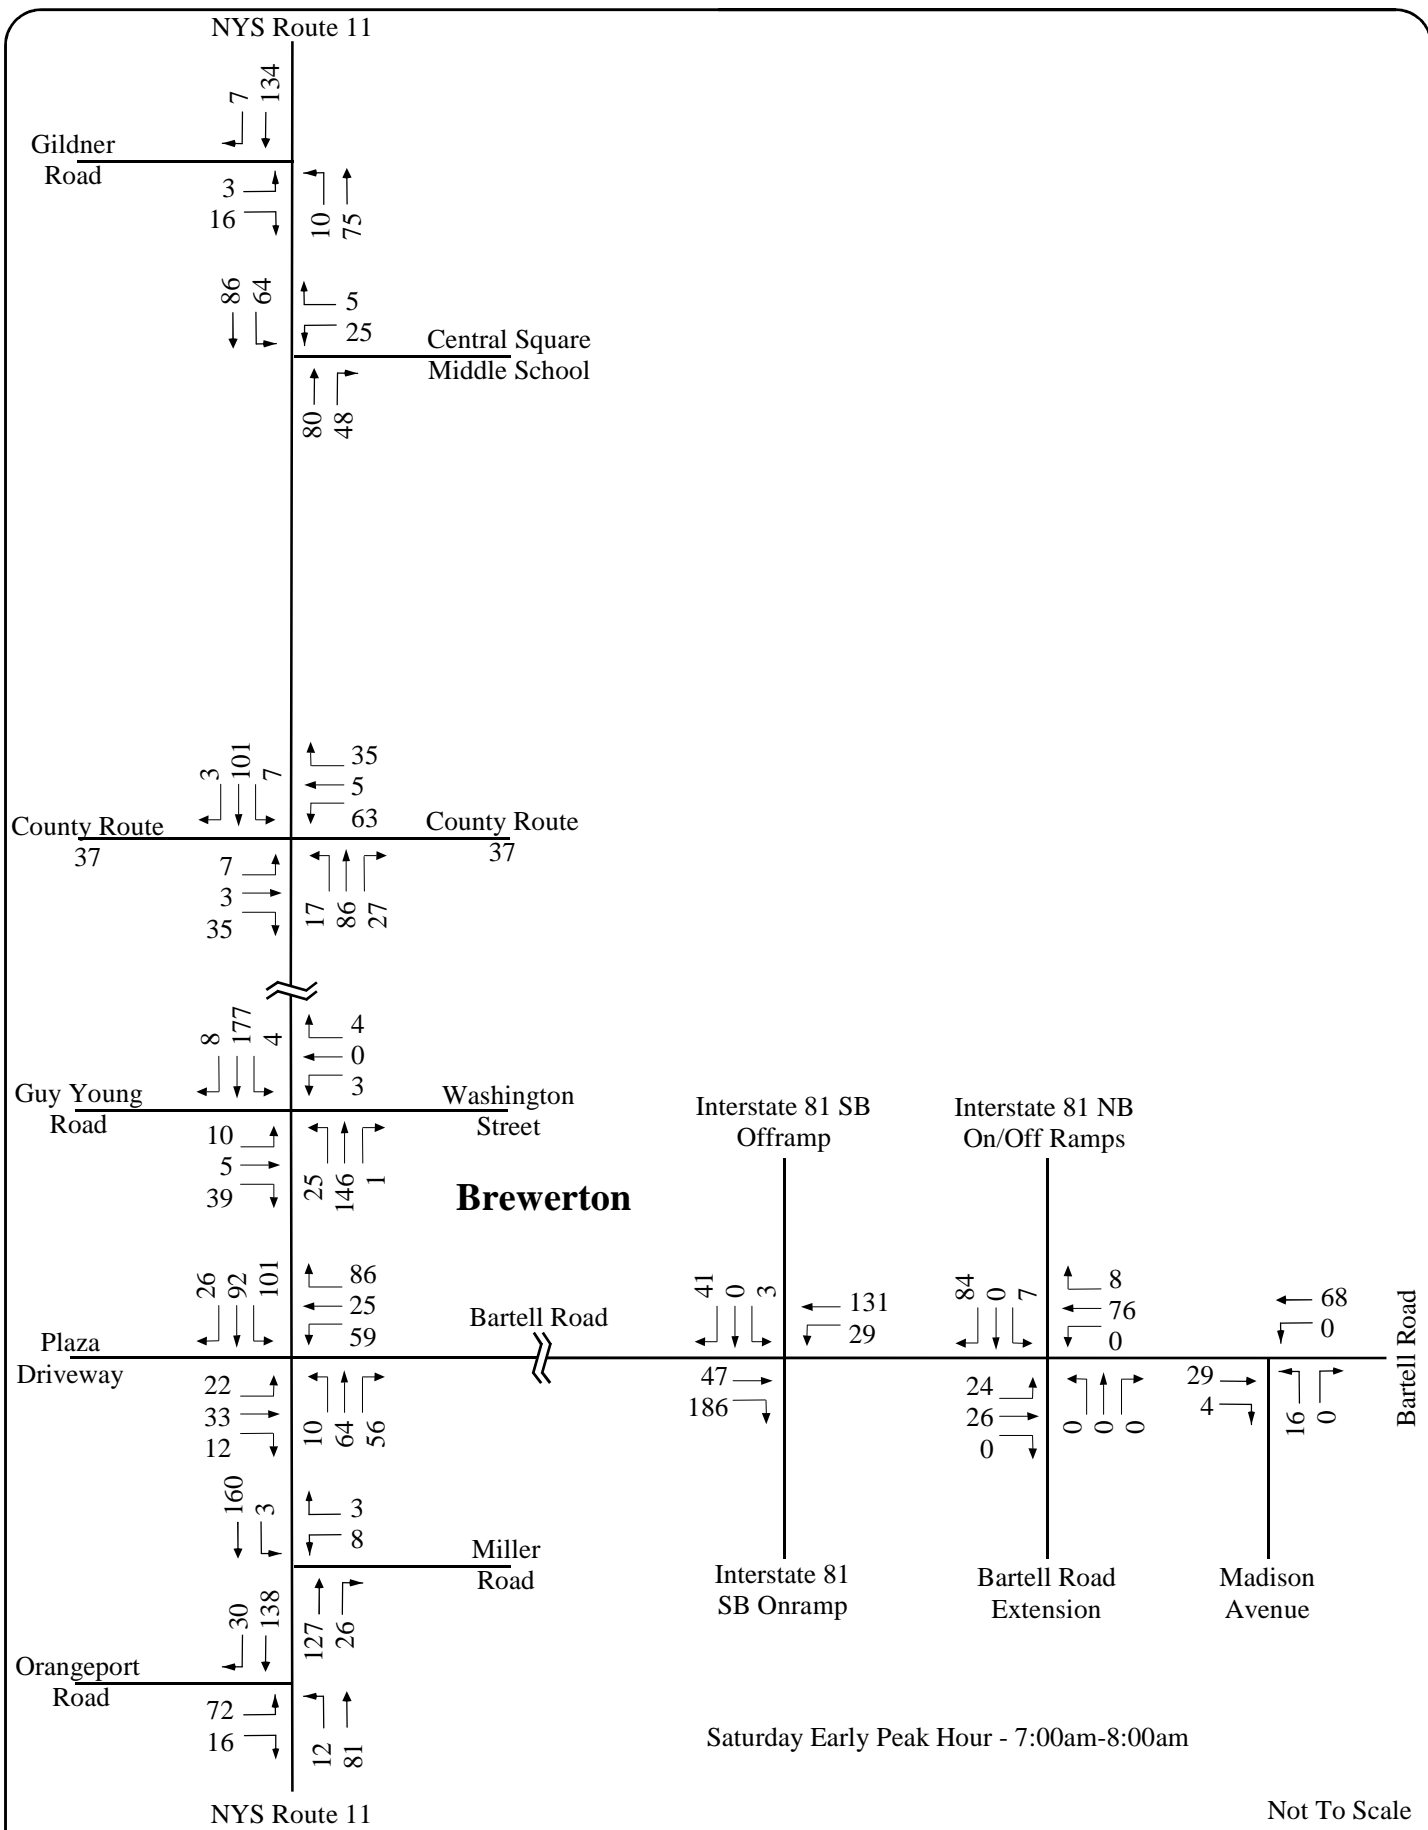 NYS Route 11
7
134
Gildner
Road
3
16
10
75
86
64
5
25
Central Square
Middle School
80
48
3
101
7
35
5
63
County Route
37
County Route
37
7
3
35
17
86
27
8
177
4
4
0
3
Guy Young
Road
Washington
Street
10
5
39
25
146
1
Brewerton
Interstate 81 SB
Offramp
Interstate 81 NB
On/Off Ramps
26
92
101
86
25
59
Plaza
Driveway
Bartell Road
22
33
12
10
64
56
41
0
3
131
29
47
186
84
0
7
8
76
0
24
26
0
0
0
0
68
0
29
4
16
0
Bartell Road
160
3
3
8
Miller
Road
127
26
Interstate 81
SB Onramp
Bartell Road
Extension
Madison
Avenue
30
138
Orangeport
Road
72
16
12
81
Saturday Early Peak Hour - 7:00am-8:00am
NYS Route 11
Not To Scale